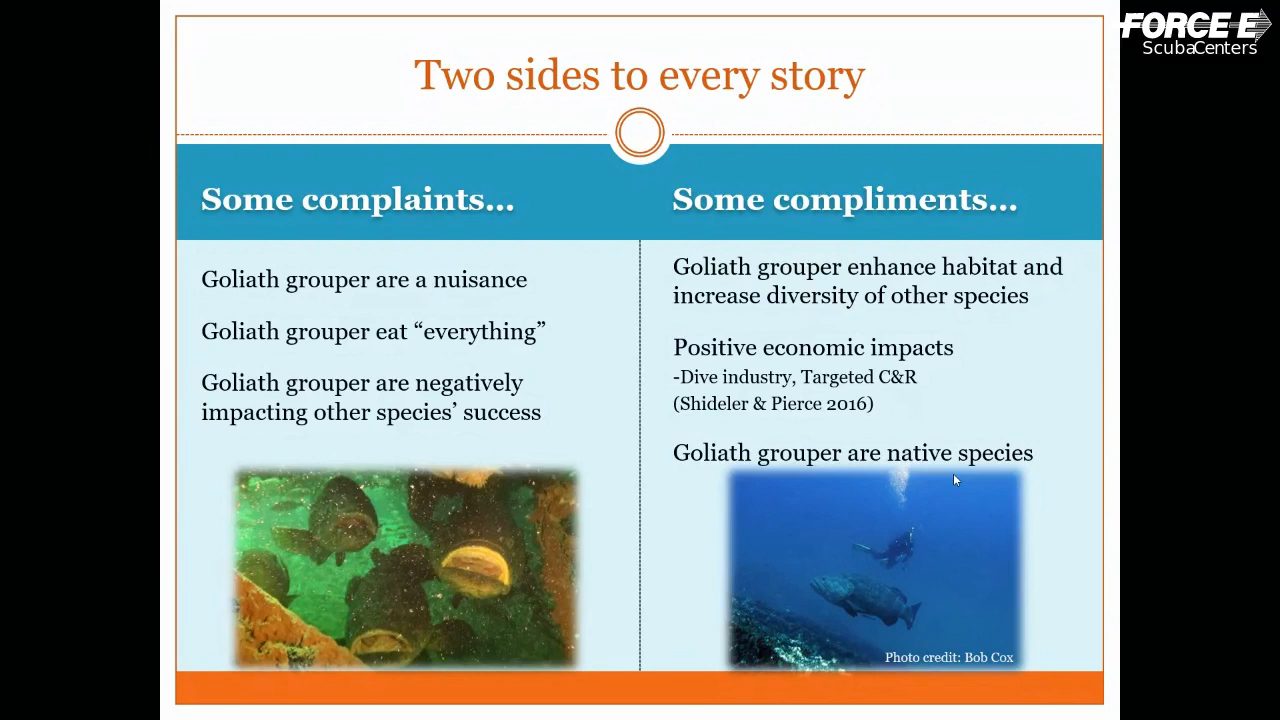 FORCE E
ScubaCenters
Two sides to every story
Some complaints...
Goliath grouper are a nuisance
Goliath grouper eat “everything”
Goliath grouper are negatively
impacting other species’ success
Some compliments...
Goliath grouper enhance habitat and
increase diversity of other species
Positive economic impacts
-Dive industry, Targeted C&R
(Shideler & Pierce 2016)
Goliath grouper are native species
Photo credit: Bob Cox